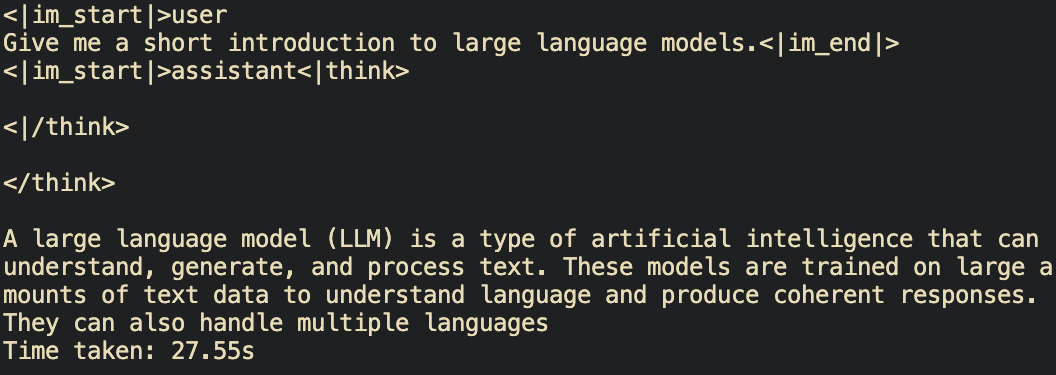 <|im_start|>user
Give me a short introduction to large language models.<|im_end|>
<|im_start|>assistant<|think>
<|/think>
</think>
A large language model (LLM) is a type of artificial intelligence that can
understand, generate, and process text. These models are trained on large a
mounts of text data to understand language and produce coherent responses.
They can also handle multiple languages
Time taken: 27.55s